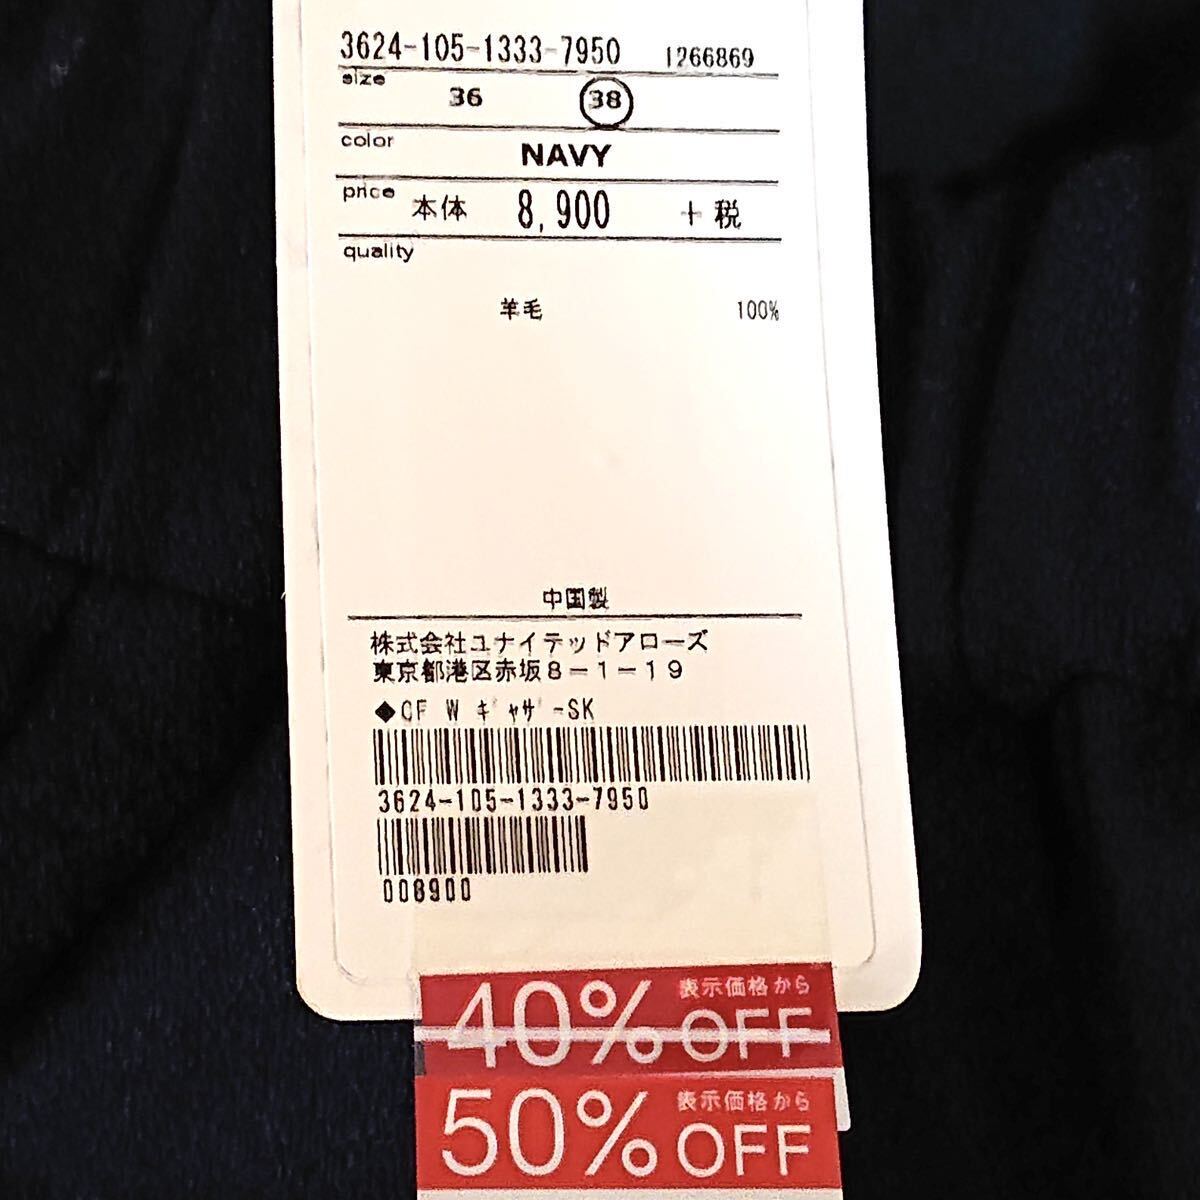 3624-105-1333-7950 1266869
size
36 38
color
NAVY
price 本体 8,900 +税
quality
羊毛 100%
中国製
株式会社ユナイテッドアローズ
東京都港区赤坂8-1-19
◆CF W ｷﾞｬｻﾞｰSK
3624-105-1333-7950
008900
40% 表示価格から
OFF
50% 表示価格から
OFF